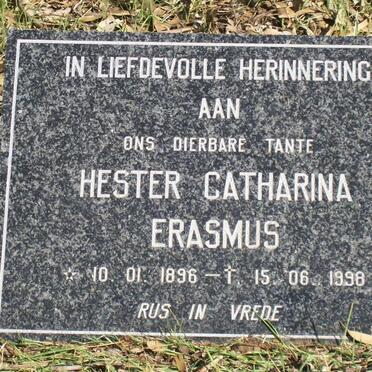 IN LIEFDEVOLLE HERINNERING
AAN
ONS DIERBARE TANTE
HESTER CATHARINA
ERASMUS
☆ 10 01 1896 – † 15 06 1998
RUS IN VREDE